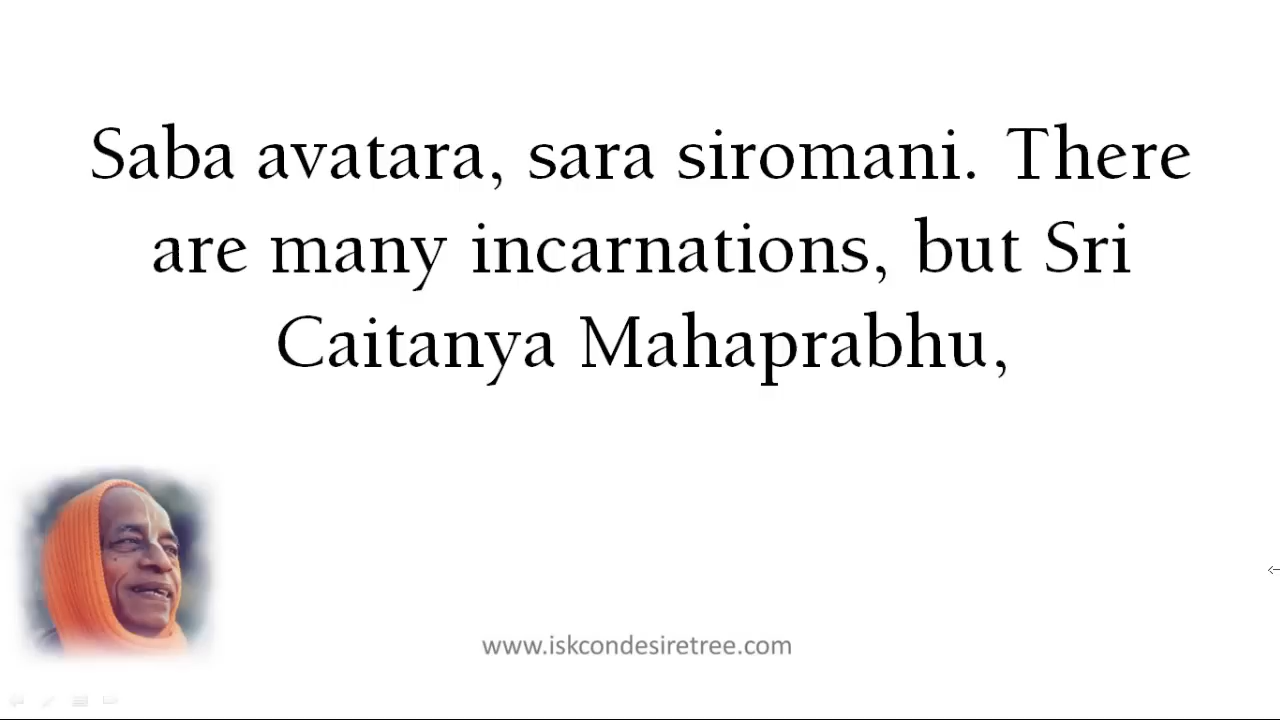 Saba avatara, sara siromani. There
are many incarnations, but Sri
Caitanya Mahaprabhu,
www.iskcondesiretree.com